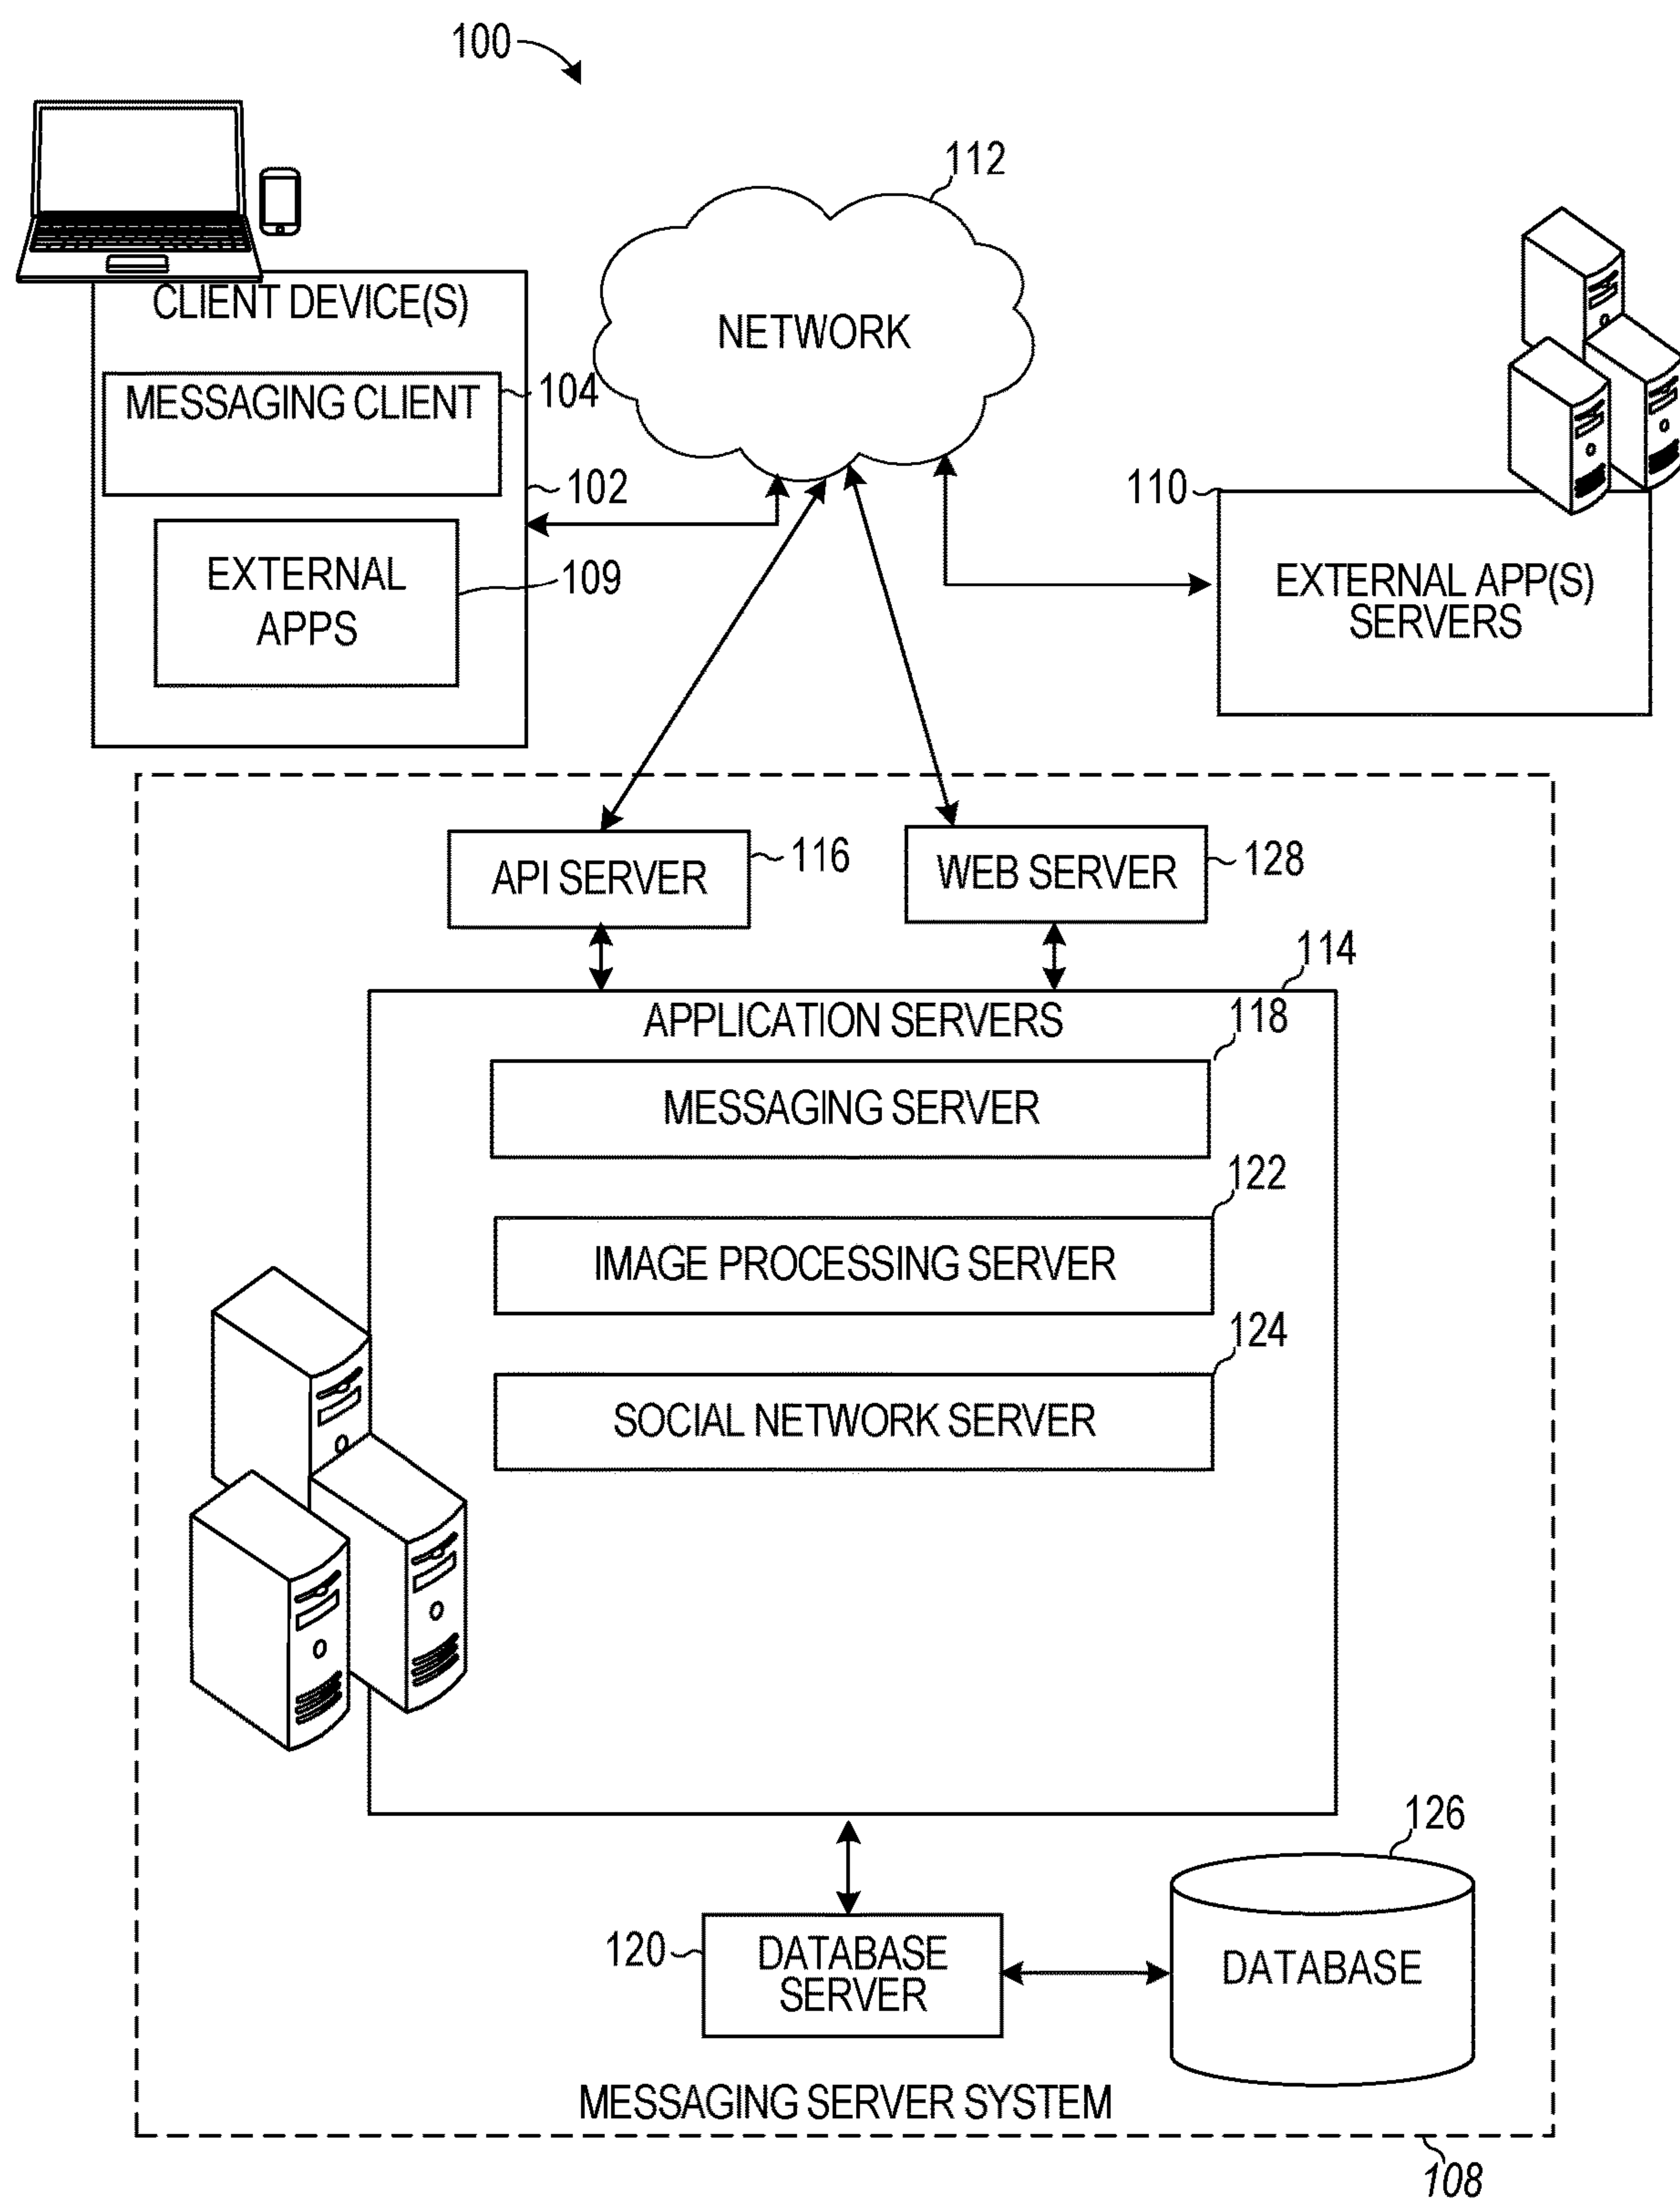 100
112
CLIENT DEVICE(S)
NETWORK
MESSAGING CLIENT
104
102
110
EXTERNAL
APPS
109
EXTERNAL APP(S)
SERVERS
API SERVER
116
WEB SERVER
128
114
APPLICATION SERVERS
118
MESSAGING SERVER
122
IMAGE PROCESSING SERVER
124
SOCIAL NETWORK SERVER
126
120
DATABASE
SERVER
DATABASE
MESSAGING SERVER SYSTEM
108